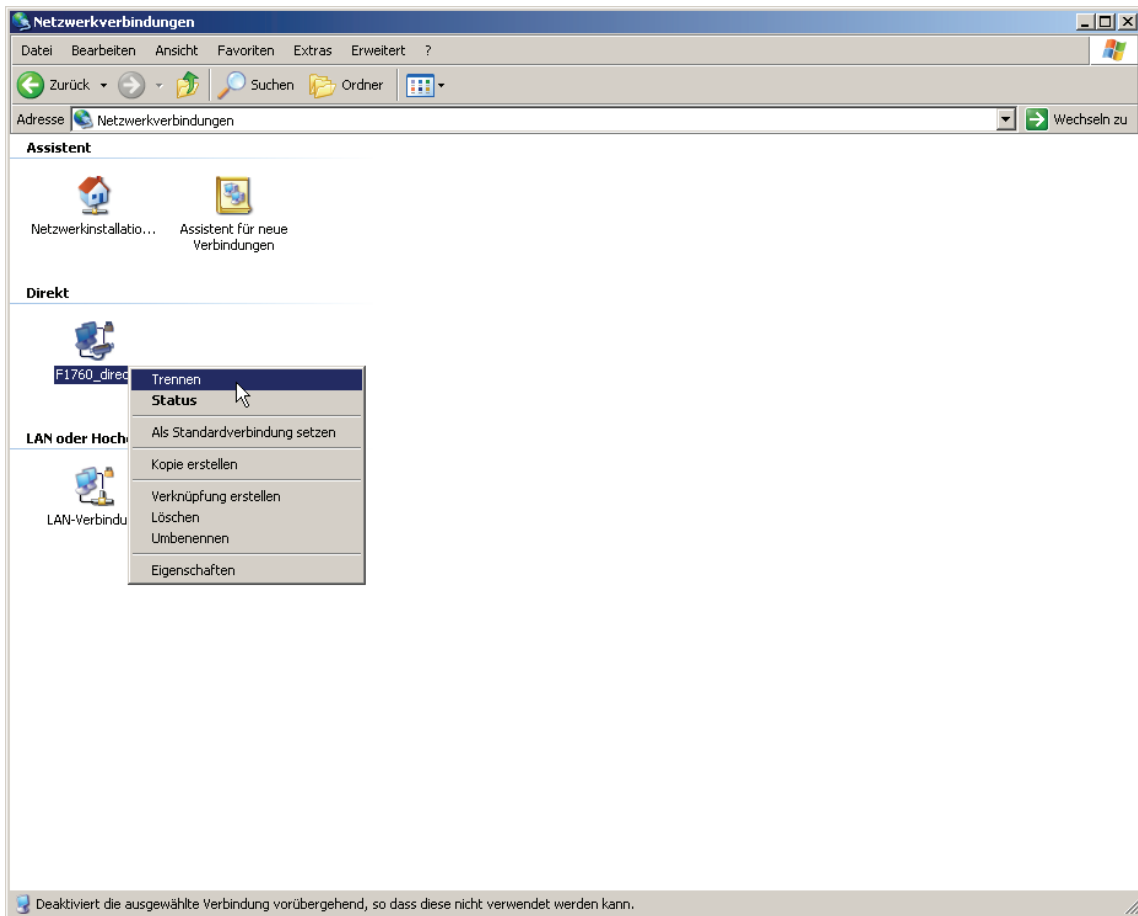 Netzwerkverbindungen
Datei Bearbeiten Ansicht Favoriten Extras Erweitert ?
Zurück Suchen Ordner
Adresse Netzwerkverbindungen Wechseln zu
Assistent
Netzwerkinstallatio... Assistent für neue
Verbindungen
Direkt
F1760_direc
Trennen
Status
Als Standardverbindung setzen
LAN oder Hoch
Kopie erstellen
Verknüpfung erstellen
LAN-Verbindu
Löschen
Umbenennen
Eigenschaften
Deaktiviert die ausgewählte Verbindung vorübergehend, so dass diese nicht verwendet werden kann.